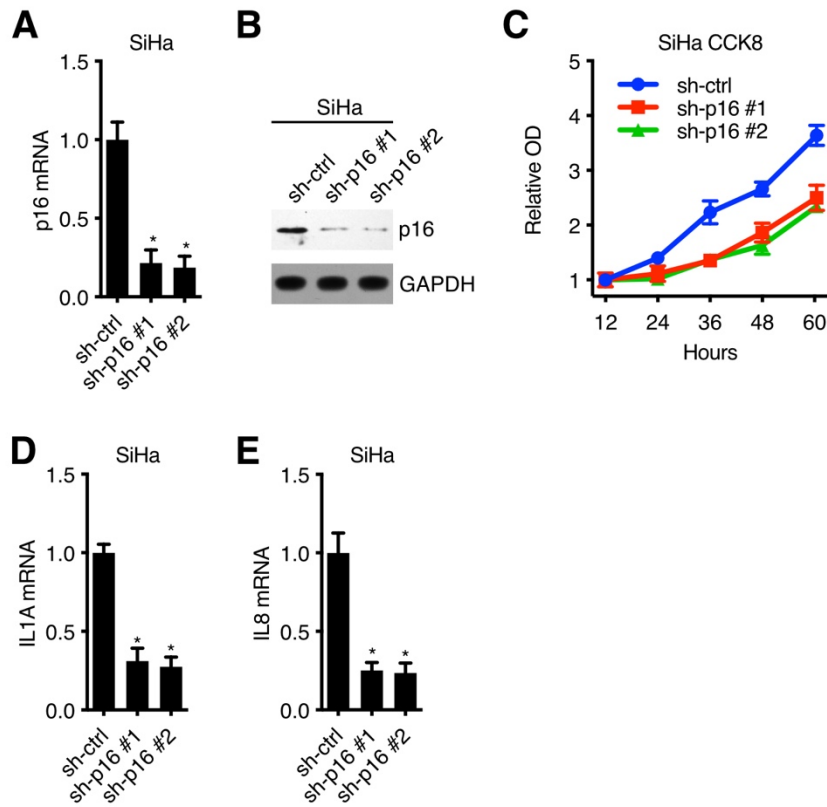 A
SiHa
p16 mRNA
1.5
1.0
0.5
0.0
*
*
sh-ctrl
sh-p16 #1
sh-p16 #2
B
SiHa
sh-ctrl
sh-p16 #1
sh-p16 #2
p16
GAPDH
C
SiHa CCK8
sh-ctrl
sh-p16 #1
sh-p16 #2
Relative OD
5
4
3
2
1
12 24 36 48 60
Hours
D
SiHa
IL1A mRNA
1.5
1.0
0.5
0.0
*
*
sh-ctrl
sh-p16 #1
sh-p16 #2
E
SiHa
IL8 mRNA
1.5
1.0
0.5
0.0
*
*
sh-ctrl
sh-p16 #1
sh-p16 #2